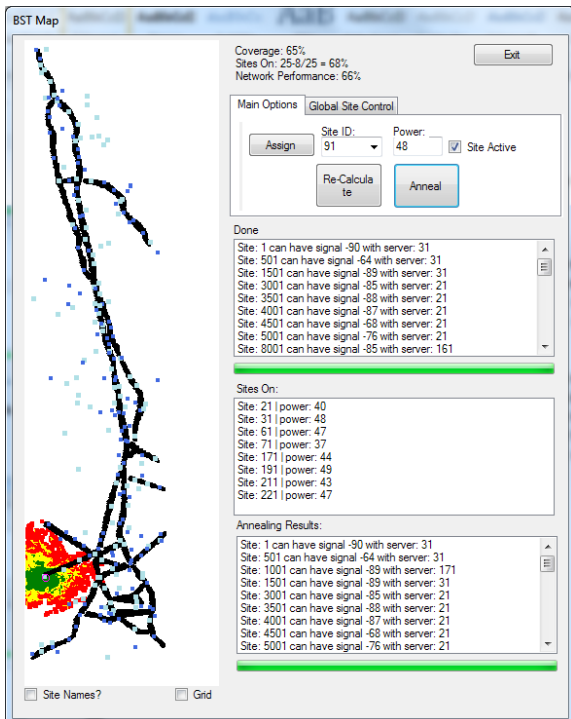 BST Map
Coverage: 65%
Sites On: 25-8/25 = 68%
Network Perfomance: 66%
Exit
Main Options
Global Site Control
Site ID:
Power:
Assign
91
48
Site Active
Re-Calcula
te
Anneal
Done
Site: 1 can have signal -90 with server: 31
Site: 501 can have signal -64 with server: 31
Site: 1501 can have signal -89 with server: 31
Site: 3001 can have signal -85 with server: 21
Site: 3501 can have signal -88 with server: 21
Site: 4001 can have signal -87 with server: 21
Site: 4501 can have signal -68 with server: 21
Site: 5001 can have signal -76 with server: 21
Site: 8001 can have signal -85 with server: 161
Sites On:
Site: 21 | power: 40
Site: 31 | power: 48
Site: 61 | power: 47
Site: 71 | power: 37
Site: 171 | power: 44
Site: 191 | power: 49
Site: 211 | power: 43
Site: 221 | power: 47
Annealing Results:
Site: 1 can have signal -90 with server: 31
Site: 501 can have signal -64 with server: 31
Site: 1001 can have signal -89 with server: 171
Site: 1501 can have signal -89 with server: 31
Site: 3001 can have signal -85 with server: 21
Site: 3501 can have signal -88 with server: 21
Site: 4001 can have signal -87 with server: 21
Site: 4501 can have signal -68 with server: 21
Site: 5001 can have signal -76 with server: 21
Site Names?
Grid